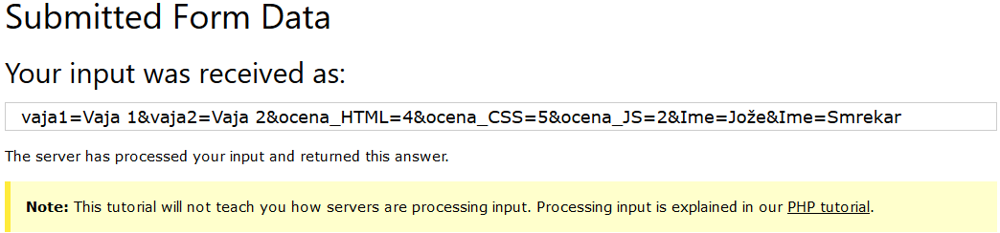 Submitted Form Data
Your input was received as:
vaja1=Vaja 1&vaja2=Vaja 2&ocena_HTML=4&ocena_CSS=5&ocena_JS=2&Ime=Jože&Ime=Smrekar
The server has processed your input and returned this answer.
Note: This tutorial will not teach you how servers are processing input. Processing input is explained in our PHP tutorial.